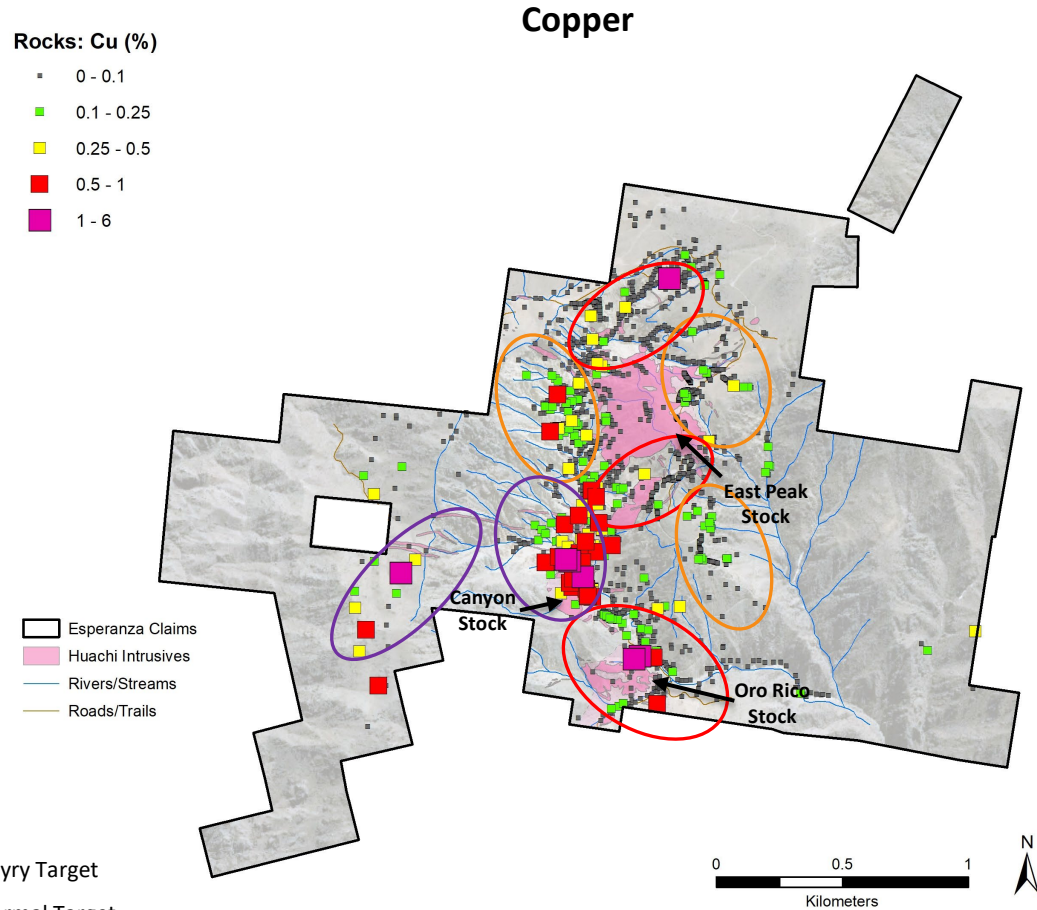 Copper
Rocks: Cu (%)
0 - 0.1
0.1 - 0.25
0.25 - 0.5
0.5 - 1
1 - 6
East Peak
Stock
Canyon
Stock
Oro Rico
Stock
Esperanza Claims
Huachi Intrusives
Rivers/Streams
Roads/Trails
yry Target
Target
N
0 0.5 1
Kilometers